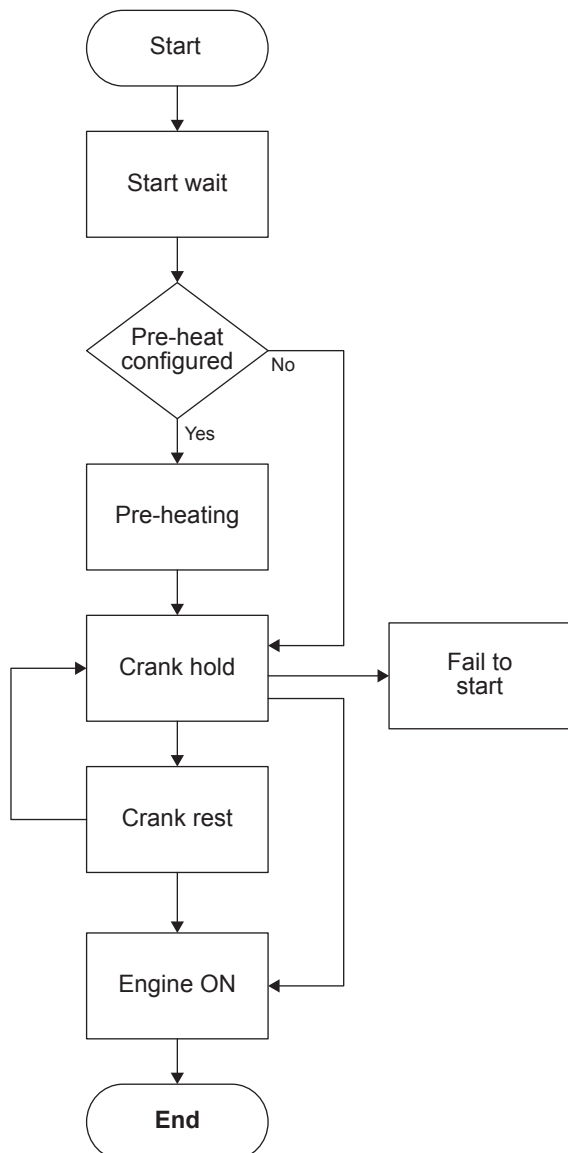 Start
Start wait
Pre-heat
configured
No
Yes
Pre-heating
Crank hold
Fail to
start
Crank rest
Engine ON
End